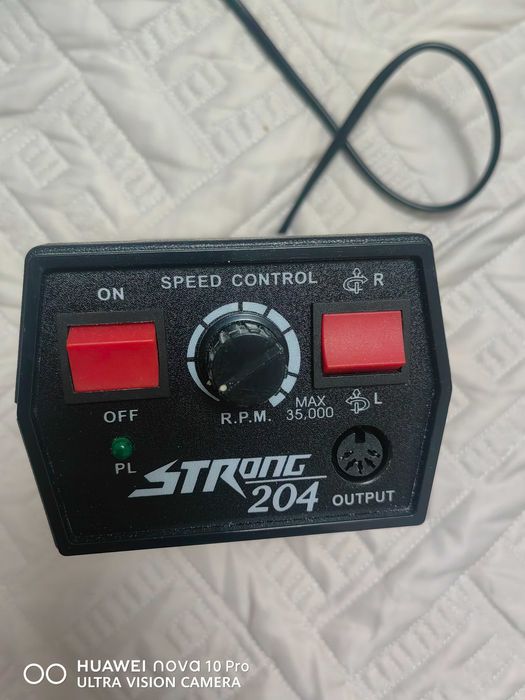 ON
SPEED CONTROL
R
OFF
R.P.M.
MAX
35,000
L
PL
STRONG
204
OUTPUT
HUAWEI nova 10 Pro
ULTRA VISION CAMERA